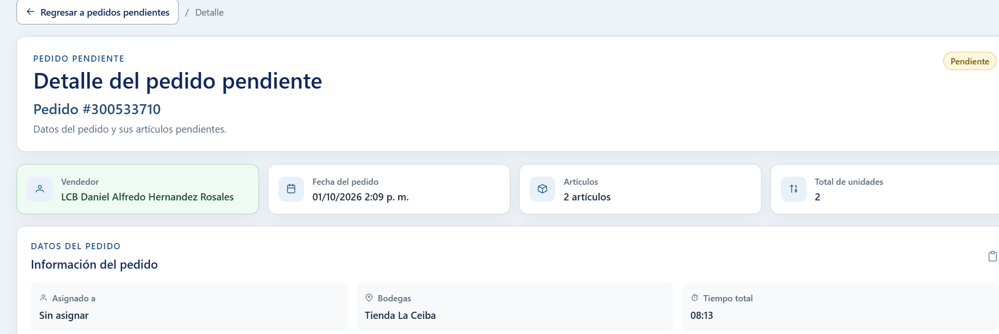 Regresar a pedidos pendientes / Detalle
PEDIDO PENDIENTE
Pendiente
Detalle del pedido pendiente
Pedido #300533710
Datos del pedido y sus artículos pendientes.
Vendedor
LCB Daniel Alfredo Hernandez Rosales
Fecha del pedido
01/10/2026 2:09 p. m.
Artículos
2 artículos
Total de unidades
2
DATOS DEL PEDIDO
Información del pedido
Asignado a
Sin asignar
Bodegas
Tienda La Ceiba
Tiempo total
08:13